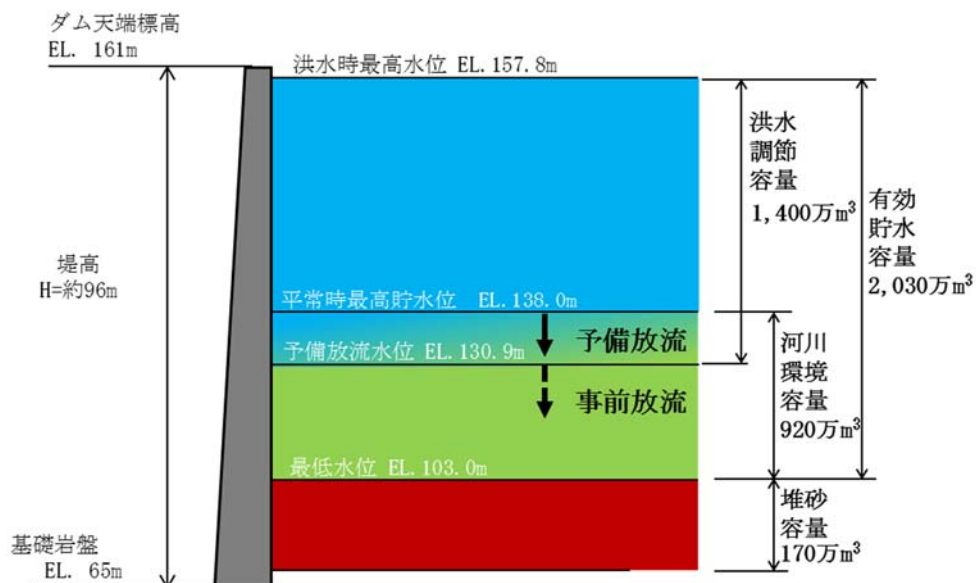 ダム天端標高
EL. 161m
洪水時最高水位 EL.157.8m
洪水
調節
容量
1,400万m³
有効
貯水
容量
2,030万m³
堤高
H=約96m
平常時最高貯水位 EL.138.0m
予備放流
予備放流水位 EL.130.9m
事前放流
河川
環境
容量
920万m³
最低水位 EL.103.0m
堆砂
容量
170万m³
基礎岩盤
EL. 65m